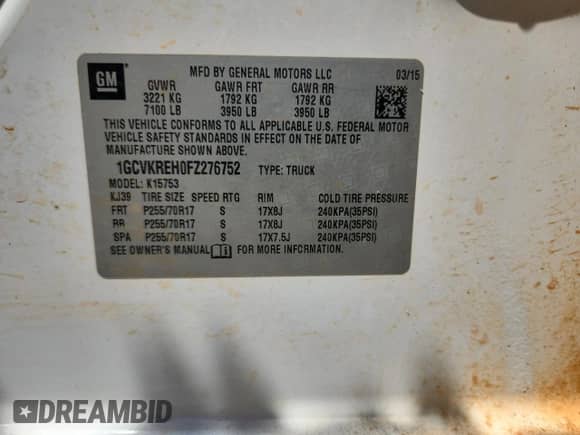 GM
MFD BY GENERAL MOTORS LLC 03/15
GVWR GAWR FRT GAWR RR
3221 KG 1792 KG 1792 KG
7100 LB 3950 LB 3950 LB
THIS VEHICLE CONFORMS TO ALL APPLICABLE U.S. FEDERAL MOTOR
VEHICLE SAFETY STANDARDS IN EFFECT ON THE DATE OF
MANUFACTURE SHOWN ABOVE.
1GCVKREH0FZ276752 TYPE: TRUCK
MODEL: K15753
KJ39 TIRE SIZE SPEED RTG RIM COLD TIRE PRESSURE
FRT P255/70R17 S 17X8J 240KPA(35PSI)
RR P255/70R17 S 17X8J 240KPA(35PSI)
SPA P255/70R17 S 17X7.5J 240KPA(35PSI)
SEE OWNER'S MANUAL FOR MORE INFORMATION.
DREAMBID